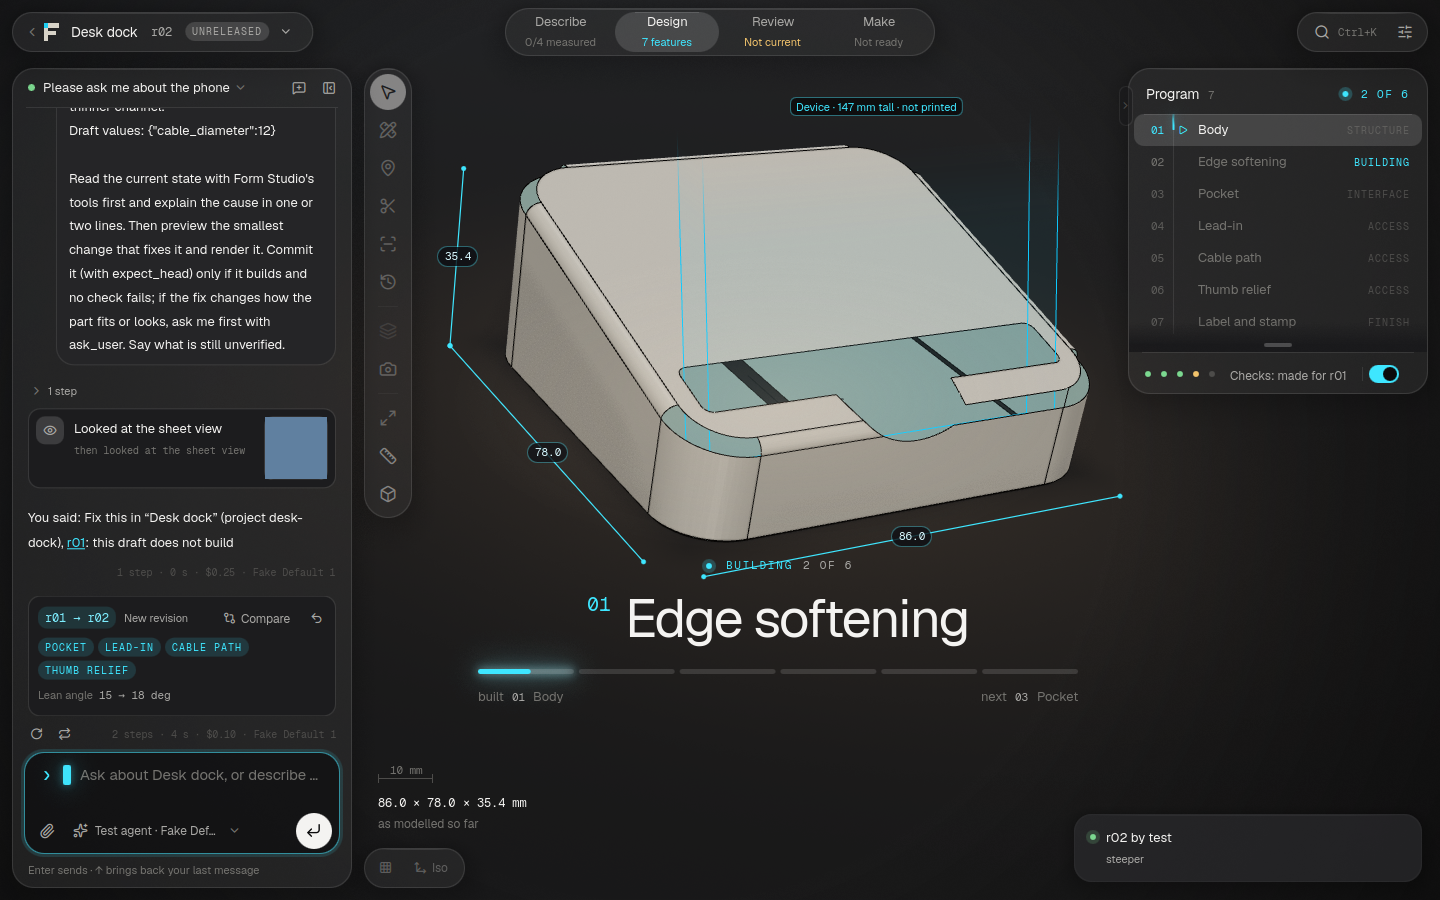 Desk dock r02 UNRELEASED
Describe
0/4 measured
Design
7 features
Review
Not current
Make
Not ready
Ctrl+K
Please ask me about the phone
thinner channel.
Draft values: {"cable_diameter":12}
Read the current state with Form Studio's
tools first and explain the cause in one or
two lines. Then preview the smallest
change that fixes it and render it. Commit
it (with expect_head) only if it builds and
no check fails; if the fix changes how the
part fits or looks, ask me first with
ask_user. Say what is still unverified.
1 step
Looked at the sheet view
then looked at the sheet view
You said: Fix this in “Desk dock” (project desk-
dock), r01: this draft does not build
1 step · 0 s · $0.25 · Fake Default 1
r01 → r02 New revision Compare
POCKET LEAD-IN CABLE PATH
THUMB RELIEF
Lean angle 15 → 18 deg
2 steps · 4 s · $0.10 · Fake Default 1
Ask about Desk dock, or describe …
Test agent · Fake Def…
Enter sends · ↑ brings back your last message
Device · 147 mm tall · not printed
35.4
78.0
86.0
BUILDING 2 OF 6
01 Edge softening
built 01 Body
next 03 Pocket
10 mm
86.0 × 78.0 × 35.4 mm
as modelled so far
Iso
Program 7 2 OF 6
01 Body STRUCTURE
02 Edge softening BUILDING
03 Pocket INTERFACE
04 Lead-in ACCESS
05 Cable path ACCESS
06 Thumb relief ACCESS
07 Label and stamp FINISH
Checks: made for r01
r02 by test
steeper